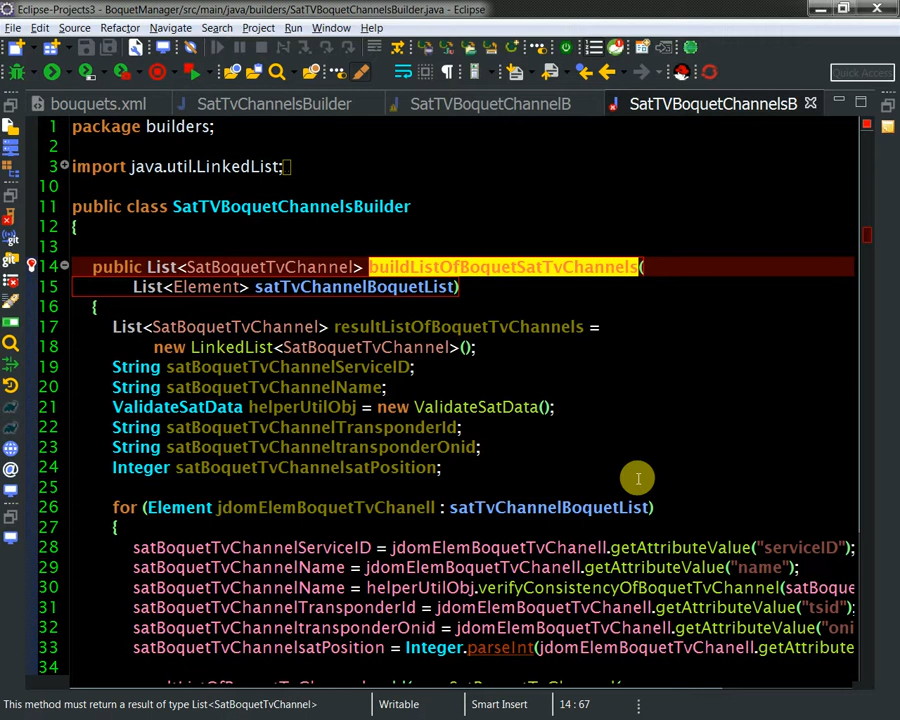 Eclipse-Projects3 - BoquetManager/src/main/java/builders/SatTVBoquetChannelsBuilder.java - Eclipse
File Edit Source Refactor Navigate Search Project Run Window Help
Quick Access
bouquets.xml SatTvChannelsBuilder SatTVBoquetChannelB SatTVBoquetChannelsB
1 package builders;
2
3 import java.util.LinkedList;
10
11 public class SatTVBoquetChannelsBuilder
12 {
13
14 public List<SatBoquetTvChannel> buildListOfBoquetSatTvChannels(
15 List<Element> satTvChannelBoquetList)
16 {
17 List<SatBoquetTvChannel> resultListOfBoquetTvChannels =
18 new LinkedList<SatBoquetTvChannel>();
19 String satBoquetTvChannelServiceID;
20 String satBoquetTvChannelName;
21 ValidateSatData helperUtilObj = new ValidateSatData();
22 String satBoquetTvChannelTransponderId;
23 String satBoquetTvChaneltransponderOnid;
24 Integer satBoquetTvChannelsatPosition;
25
26 for (Element jdomElemBoquetTvChanell : satTvChannelBoquetList)
27 {
28 satBoquetTvChannelServiceID = jdomElemBoquetTvChanell.getAttributeValue("serviceID");
29 satBoquetTvChannelName = jdomElemBoquetTvChanell.getAttributeValue("name");
30 satBoquetTvChannelName = helperUtilObj.verifyConsistencyOfBoquetTvChannel(satBoque
31 satBoquetTvChannelTransponderId = jdomElemBoquetTvChanell.getAttributeValue("tsid");
32 satBoquetTvChaneltransponderOnid = jdomElemBoquetTvChanell.getAttributeValue("oni
33 satBoquetTvChannelsatPosition = Integer.parseInt(jdomElemBoquetTvChanell.getAttribute
34
This method must return a result of type List<SatBoquetTvChannel> Writable Smart Insert 14 : 67